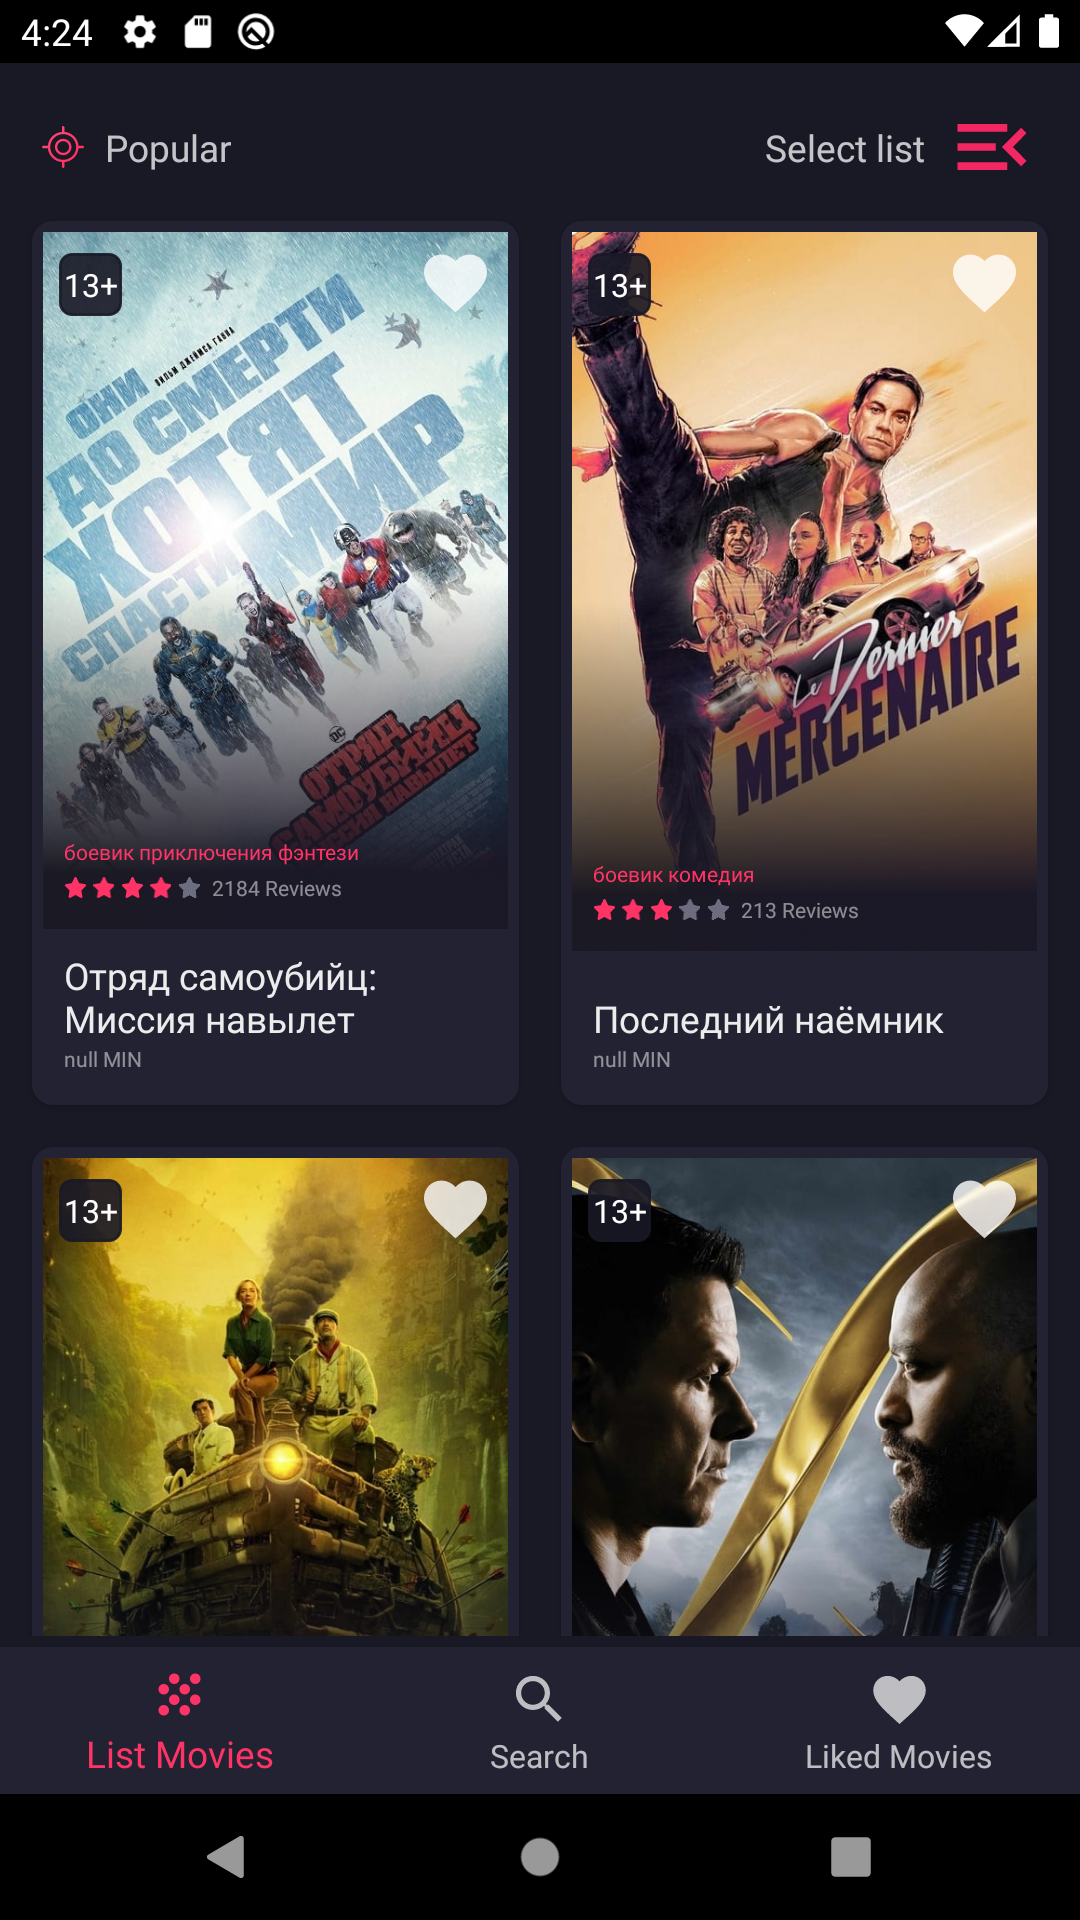 4:24
Popular
Select list
13+
ОНИ
ФИЛЬМ ДЖЕЙМСА ГАННА
ДО СМЕРТИ
ХОТЯТ
СПАСТИ МИР
DC
ОТРЯД
САМОУБИЙЦ
МИССИЯ НАВЫЛЕТ
боевик приключения фэнтези
2184 Reviews
Отряд самоубийц:
Миссия навылет
null MIN
13+
Le Dernier
MERCENAIRE
боевик комедия
213 Reviews
Последний наёмник
null MIN
13+
13+
List Movies
Search
Liked Movies